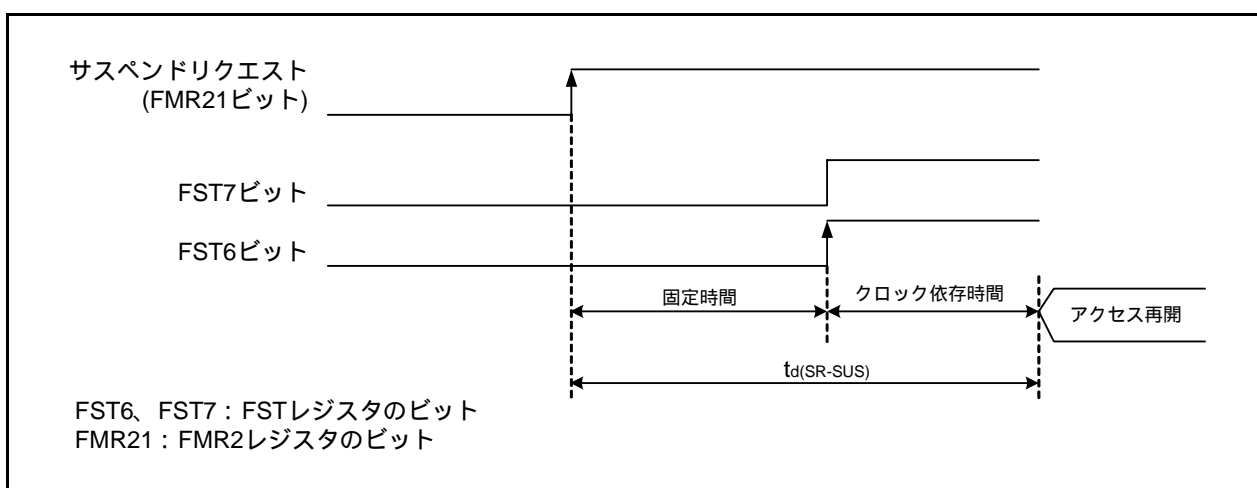 サスペンドリクエスト
(FMR21ビット)
FST7ビット
FST6ビット
固定時間
クロック依存時間
アクセス再開
td(SR-SUS)
FST6、FST7：FSTレジスタのビット
FMR21：FMR2レジスタのビット